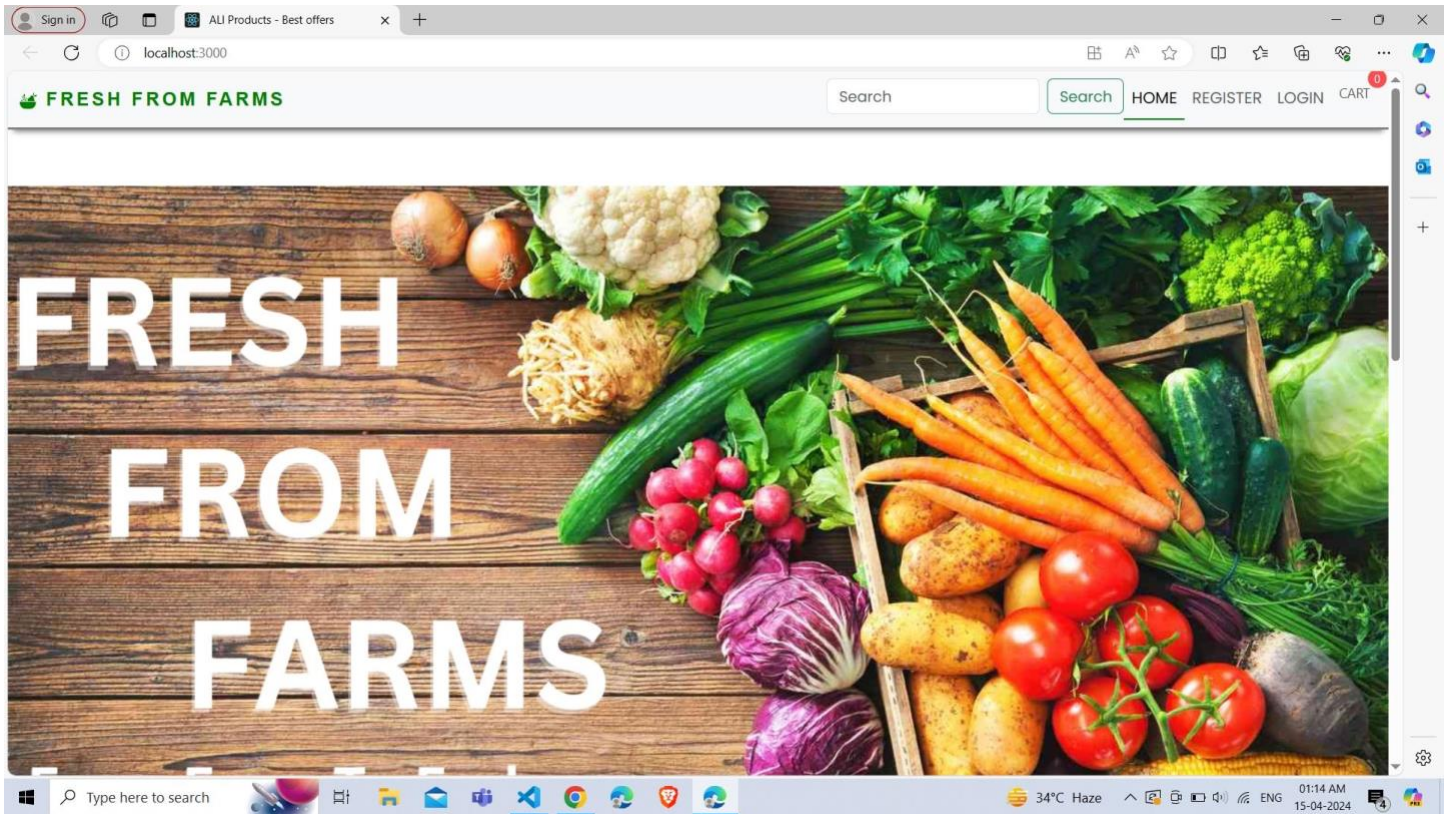 Sign in
ALI Products - Best offers
localhost:3000
FRESH FROM FARMS
Search
Search
HOME
REGISTER
LOGIN
CART
0
FRESH
FROM
FARMS
Type here to search
34°C Haze
ENG
01:14 AM
15-04-2024
4
PRE